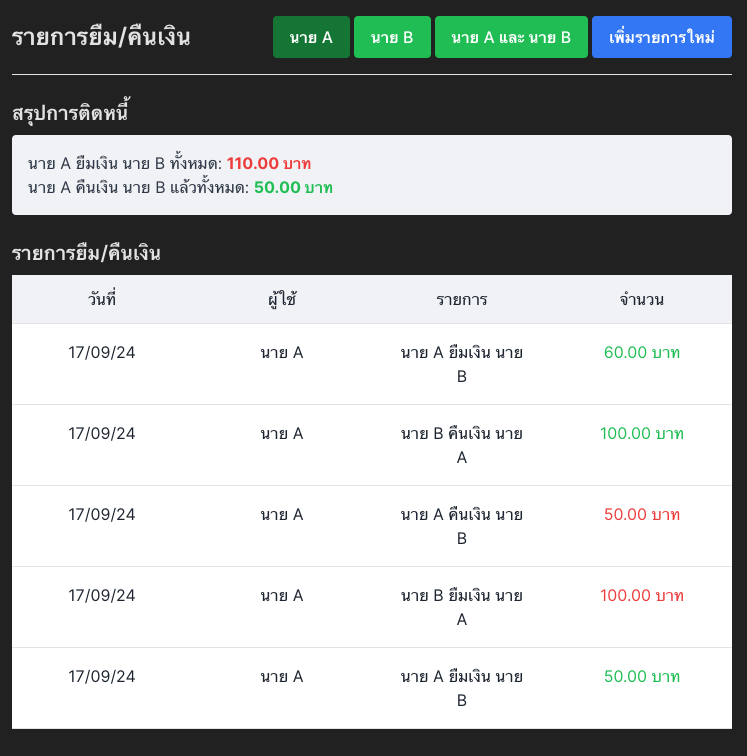 รายการยืม/คืนเงิน นาย A นาย B นาย A และ นาย B เพิ่มรายการใหม่
สรุปการติดหนี้
นาย A ยืมเงิน นาย B ทั้งหมด: 110.00 บาท
นาย A คืนเงิน นาย B แล้วทั้งหมด: 50.00 บาท
รายการยืม/คืนเงิน
วันที่ ผู้ใช้ รายการ จำนวน
17/09/24 นาย A นาย A ยืมเงิน นาย 60.00 บาท
B
17/09/24 นาย A นาย B คืนเงิน นาย 100.00 บาท
A
17/09/24 นาย A นาย A คืนเงิน นาย 50.00 บาท
B
17/09/24 นาย A นาย B ยืมเงิน นาย 100.00 บาท
A
17/09/24 นาย A นาย A ยืมเงิน นาย 50.00 บาท
B